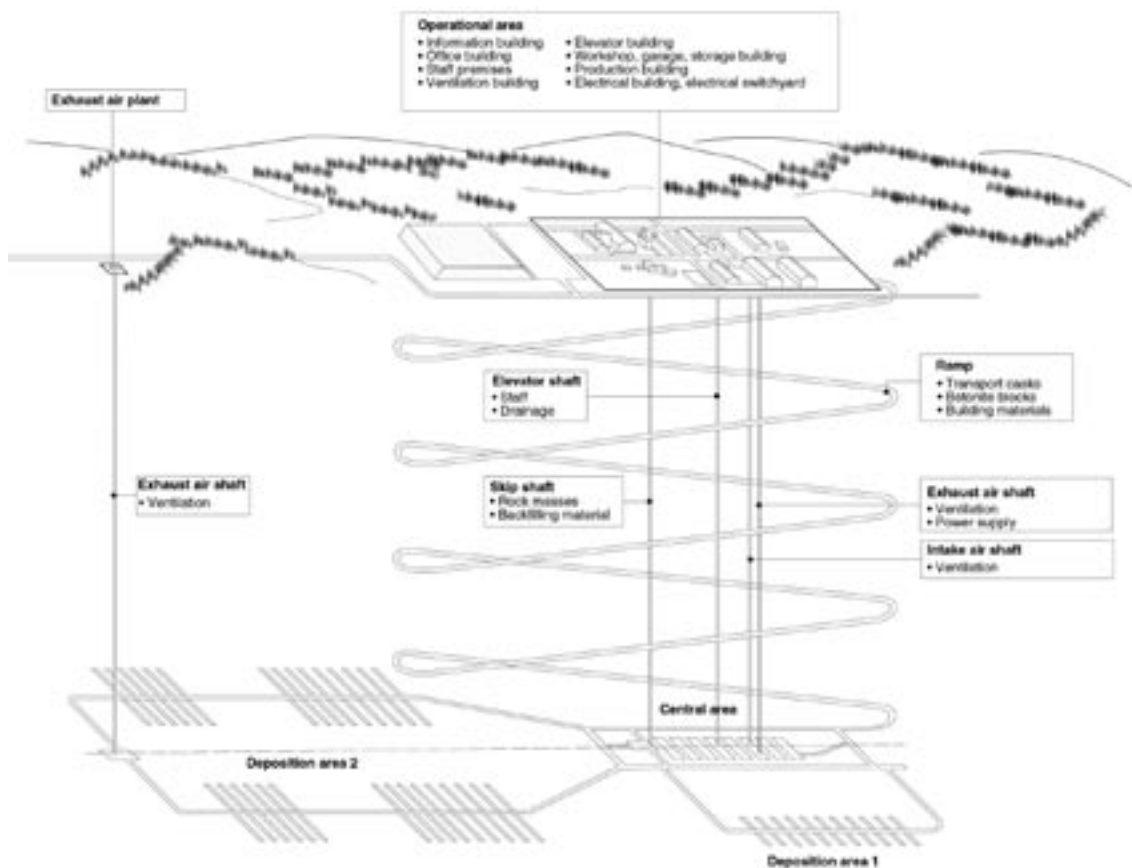 Operational area
• Information building
• Office building
• Staff premises
• Ventilation building
• Elevator building
• Workshop, garage, storage building
• Production building
• Electrical building, electrical switchyard
Exhaust air plant
Elevator shaft
• Staff
• Drainage
Ramp
• Transport casks
• Betonite blocks
• Building materials
Exhaust air shaft
• Ventilation
Skip shaft
• Rock masses
• Backfilling material
Exhaust air shaft
• Ventilation
• Power supply
Intake air shaft
• Ventilation
Central area
Deposition area 2
Deposition area 1